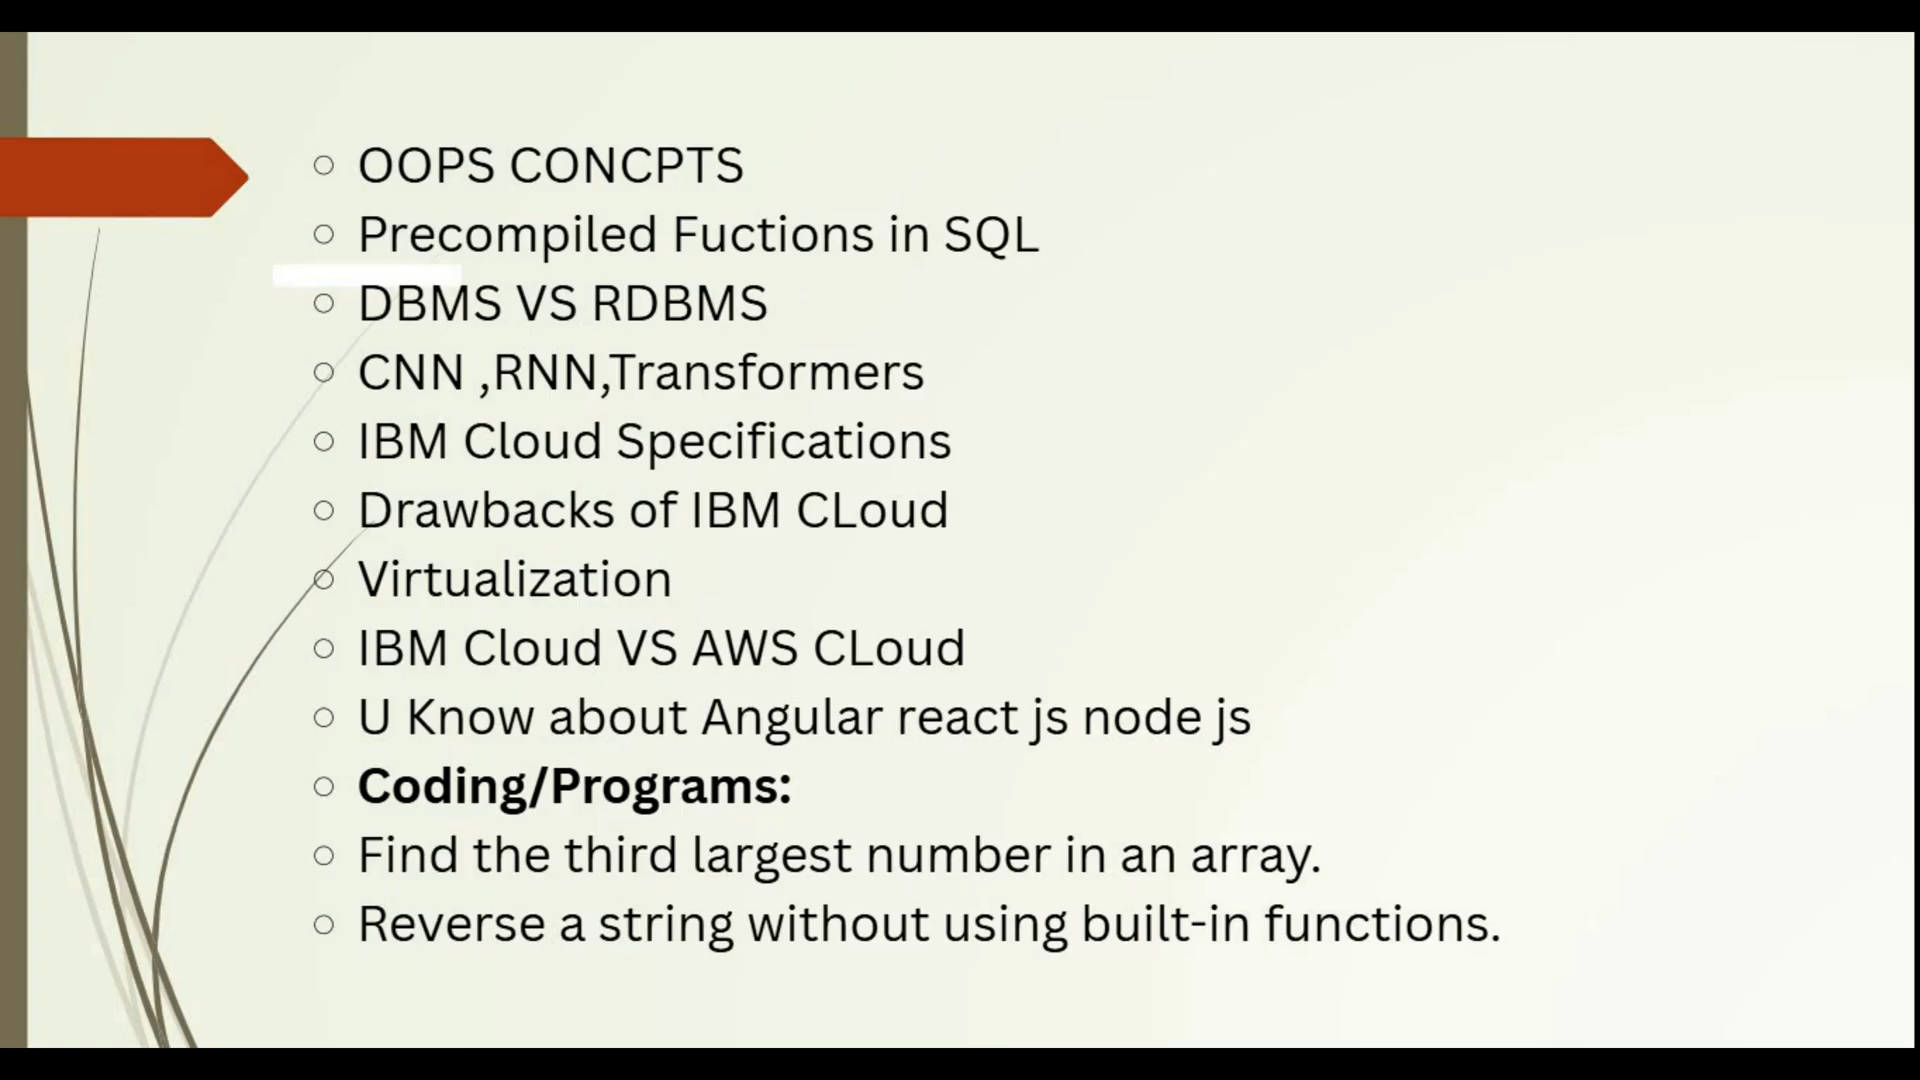 OOPS CONCPTS
Precompiled Fuctions in SQL
DBMS VS RDBMS
CNN ,RNN,Transformers
IBM Cloud Specifications
Drawbacks of IBM CLoud
Virtualization
IBM Cloud VS AWS CLoud
U Know about Angular react js node js
Coding/Programs:
Find the third largest number in an array.
Reverse a string without using built-in functions.